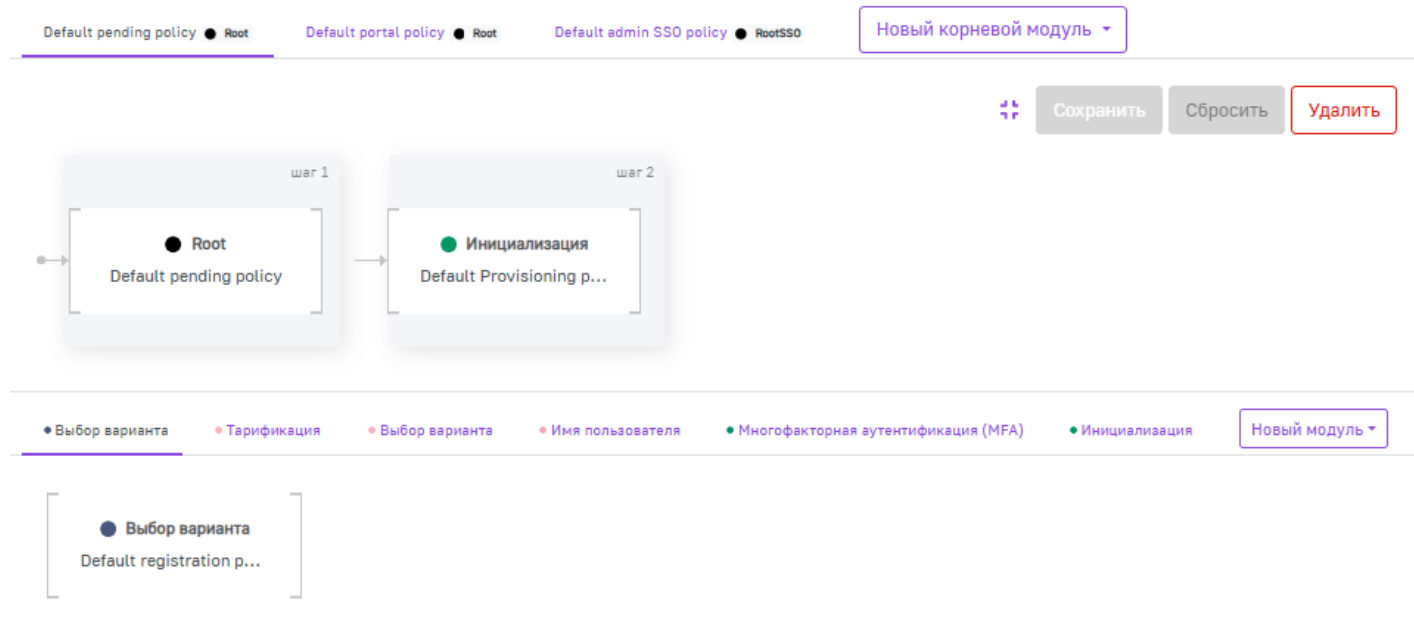 Default pending policy Root Default portal policy Root Default admin SSO policy RootSSO Новый корневой модуль
Сохранить Сбросить Удалить
шаг 1 шаг 2
Root Инициализация
Default pending policy Default Provisioning p...
Выбор варианта Тарификация Выбор варианта Имя пользователя Многофакторная аутентификация (MFA) Инициализация Новый модуль
Выбор варианта
Default registration p...